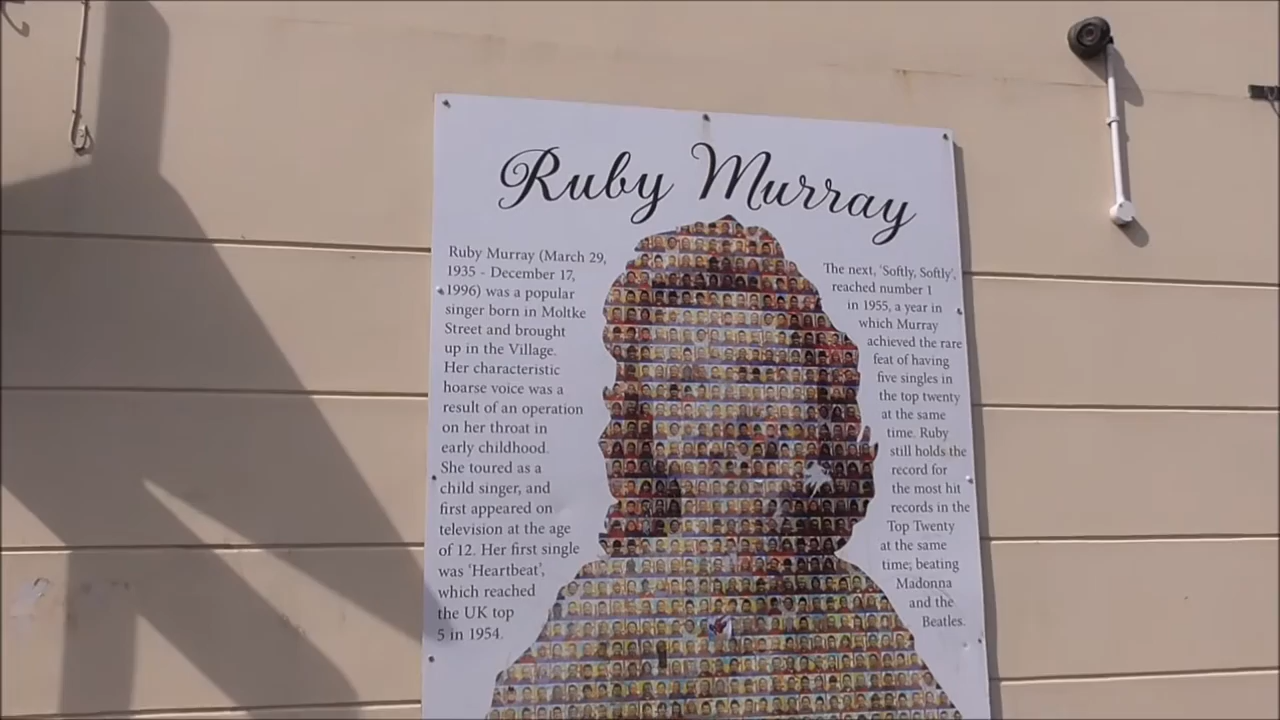 Ruby Murray
Ruby Murray (March 29,
1935 - December 17,
1996) was a popular
singer born in Moltke
Street and brought
up in the Village.
Her characteristic
hoarse voice was a
result of an operation
on her throat in
early childhood.
She toured as a
child singer, and
first appeared on
television at the age
of 12. Her first single
was ‘Heartbeat’,
which reached
the UK top
5 in 1954.
The next, ‘Softly, Softly’,
reached number 1
in 1955, a year in
which Murray
achieved the rare
feat of having
five singles in
the top twenty
at the same
time. Ruby
still holds the
record for
the most hit
records in the
Top Twenty
at the same
time; beating
Madonna
and the
Beatles.